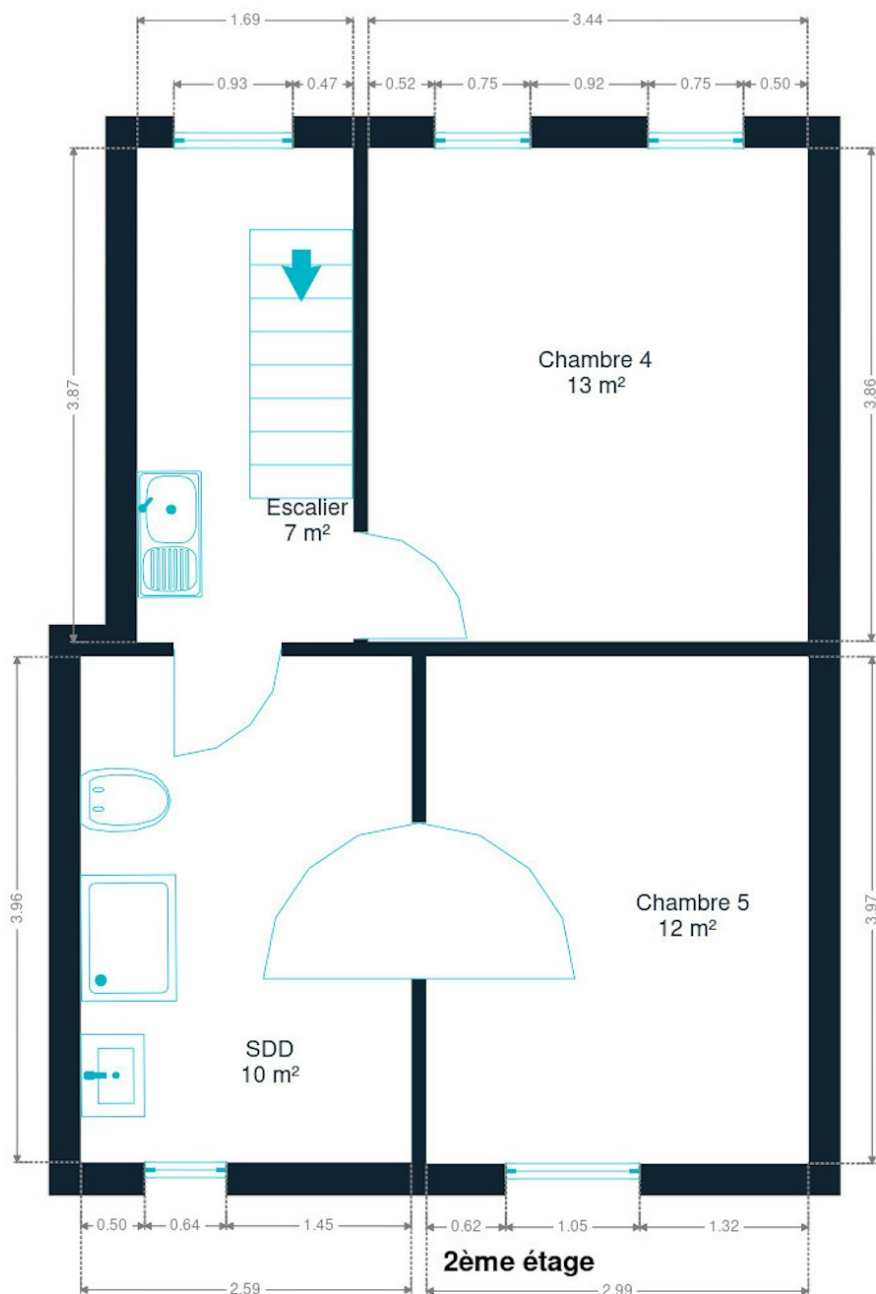 1.69
3.44
0.93
0.47
0.52
0.75
0.92
0.75
0.50
3.87
3.86
Chambre 4
13 m²
Escalier
7 m²
3.96
3.97
Chambre 5
12 m²
SDD
10 m²
0.50
0.64
1.45
0.62
1.05
1.32
2ème étage
2.59
2.99